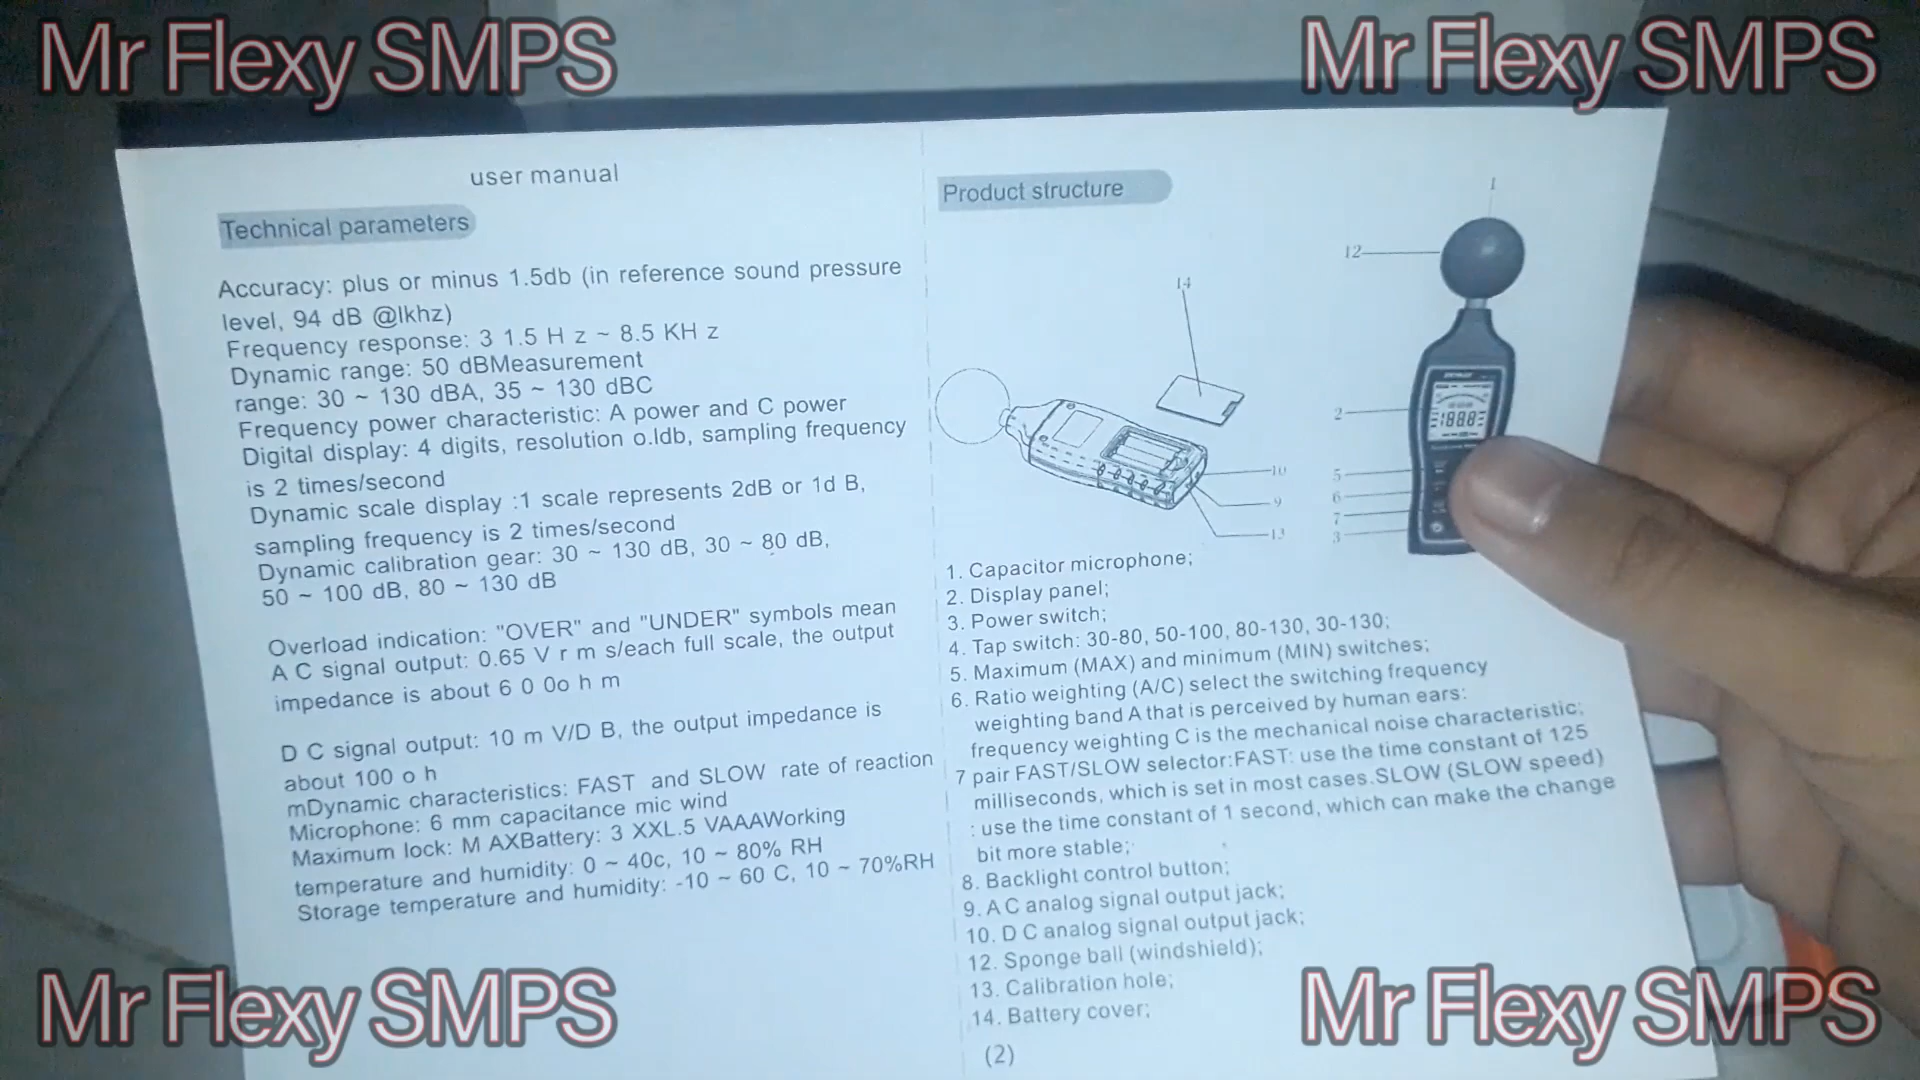 Mr Flexy SMPS
Mr Flexy SMPS
user manual
Technical parameters
Accuracy: plus or minus 1.5db (in reference sound pressure
level, 94 dB @lkhz)
Frequency response: 3 1.5 H z ~ 8.5 KH z
Dynamic range: 50 dBMeasurement
range: 30 ~ 130 dBA, 35 ~ 130 dBC
Frequency power characteristic: A power and C power
Digital display: 4 digits, resolution o.ldb, sampling frequency
is 2 times/second
Dynamic scale display :1 scale represents 2dB or 1d B,
sampling frequency is 2 times/second
Dynamic calibration gear: 30 ~ 130 dB, 30 ~ 80 dB,
50 ~ 100 dB, 80 ~ 130 dB
Overload indication: "OVER" and "UNDER" symbols mean
A C signal output: 0.65 V r m s/each full scale, the output
impedance is about 6 0 0o h m
D C signal output: 10 m V/D B, the output impedance is
about 100 o h
mDynamic characteristics: FAST and SLOW rate of reaction
Microphone: 6 mm capacitance mic wind
Maximum lock: M AXBattery: 3 XXL.5 VAAAWorking
temperature and humidity: 0 ~ 40c, 10 ~ 80% RH
Storage temperature and humidity: -10 ~ 60 C, 10 ~ 70%RH
Product structure
1
12
14
2
5
6
7
3
10
9
13
1888
1. Capacitor microphone;
2. Display panel;
3. Power switch;
4. Tap switch: 30-80, 50-100, 80-130, 30-130;
5. Maximum (MAX) and minimum (MIN) switches;
6. Ratio weighting (A/C) select the switching frequency
weighting band A that is perceived by human ears:
frequency weighting C is the mechanical noise characteristic;
7 pair FAST/SLOW selector:FAST: use the time constant of 125
milliseconds, which is set in most cases.SLOW (SLOW speed)
: use the time constant of 1 second, which can make the change
bit more stable;
8. Backlight control button;
9. A C analog signal output jack;
10. D C analog signal output jack;
12. Sponge ball (windshield);
13. Calibration hole;
14. Battery cover;
(2)
Mr Flexy SMPS
Mr Flexy SMPS